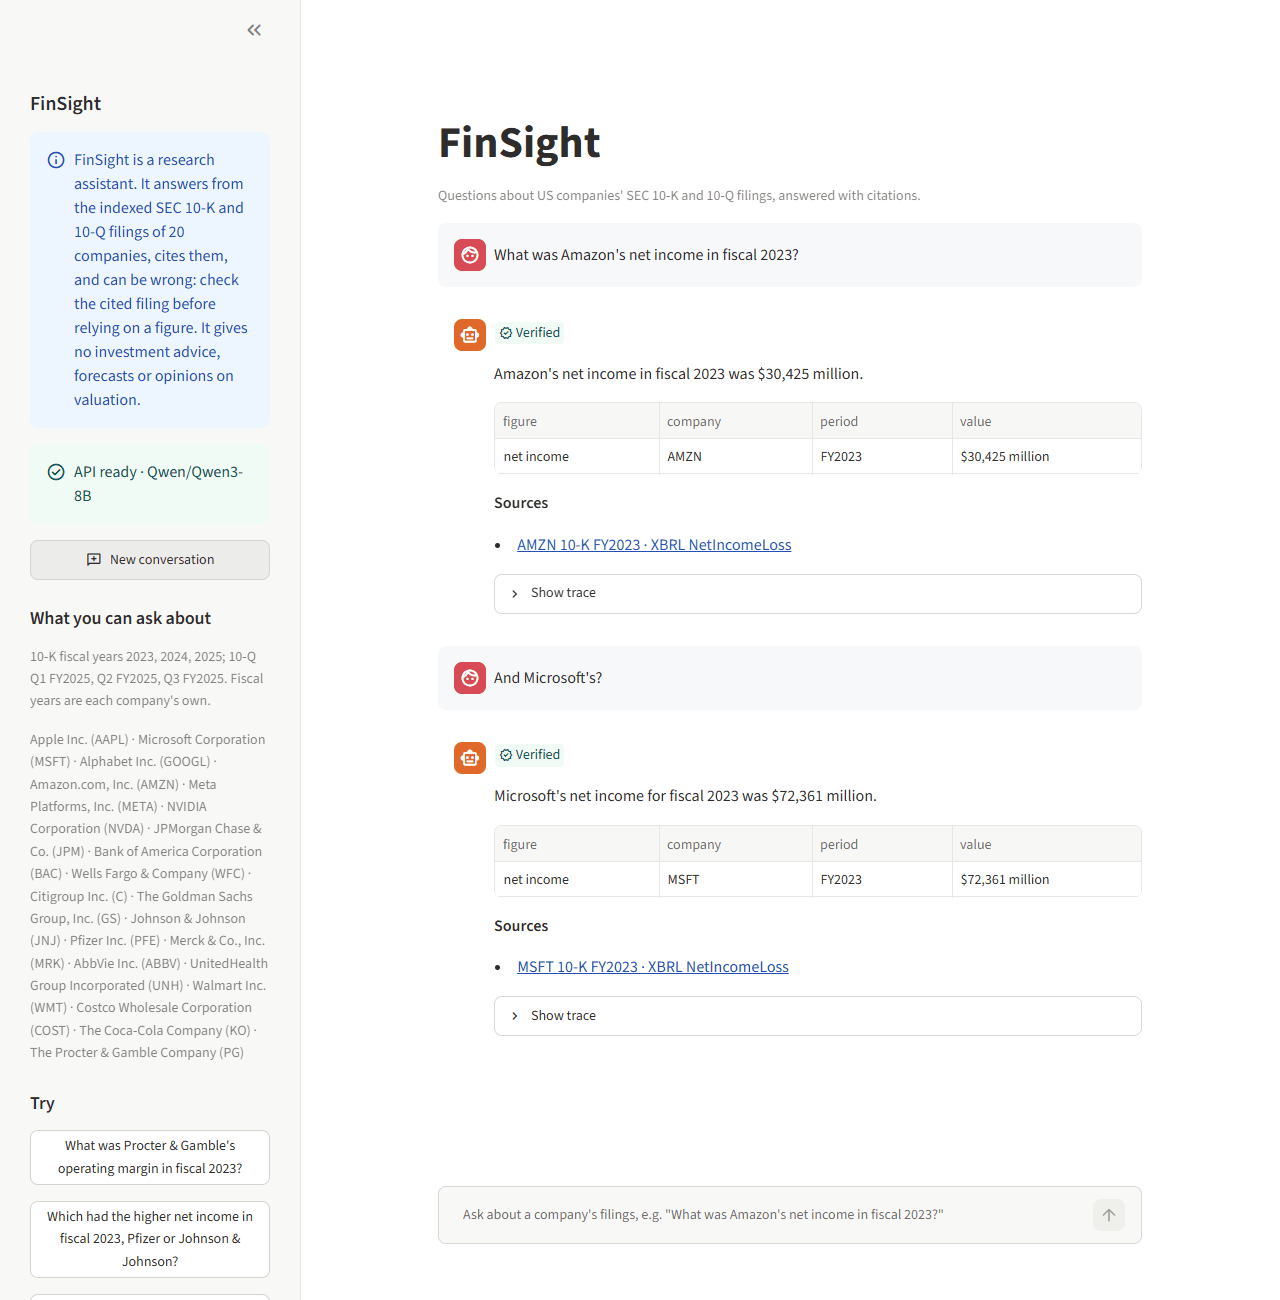 FinSight
FinSight is a research
assistant. It answers from
the indexed SEC 10-K and
10-Q filings of 20
companies, cites them,
and can be wrong: check
the cited filing before
relying on a figure. It gives
no investment advice,
forecasts or opinions on
valuation.
API ready · Qwen/Qwen3-
8B
New conversation
What you can ask about
10-K fiscal years 2023, 2024, 2025; 10-Q
Q1 FY2025, Q2 FY2025, Q3 FY2025. Fiscal
years are each company's own.
Apple Inc. (AAPL) · Microsoft Corporation
(MSFT) · Alphabet Inc. (GOOGL) ·
Amazon.com, Inc. (AMZN) · Meta
Platforms, Inc. (META) · NVIDIA
Corporation (NVDA) · JPMorgan Chase &
Co. (JPM) · Bank of America Corporation
(BAC) · Wells Fargo & Company (WFC) ·
Citigroup Inc. (C) · The Goldman Sachs
Group, Inc. (GS) · Johnson & Johnson
(JNJ) · Pfizer Inc. (PFE) · Merck & Co., Inc.
(MRK) · AbbVie Inc. (ABBV) · UnitedHealth
Group Incorporated (UNH) · Walmart Inc.
(WMT) · Costco Wholesale Corporation
(COST) · The Coca-Cola Company (KO) ·
The Procter & Gamble Company (PG)
Try
What was Procter & Gamble's
operating margin in fiscal 2023?
Which had the higher net income in
fiscal 2023, Pfizer or Johnson &
Johnson?
FinSight
Questions about US companies' SEC 10-K and 10-Q filings, answered with citations.
What was Amazon's net income in fiscal 2023?
Verified
Amazon's net income in fiscal 2023 was $30,425 million.
figure company period value
net income AMZN FY2023 $30,425 million
Sources
• AMZN 10-K FY2023 · XBRL NetIncomeLoss
Show trace
And Microsoft's?
Verified
Microsoft's net income for fiscal 2023 was $72,361 million.
figure company period value
net income MSFT FY2023 $72,361 million
Sources
• MSFT 10-K FY2023 · XBRL NetIncomeLoss
Show trace
Ask about a company's filings, e.g. "What was Amazon's net income in fiscal 2023?"